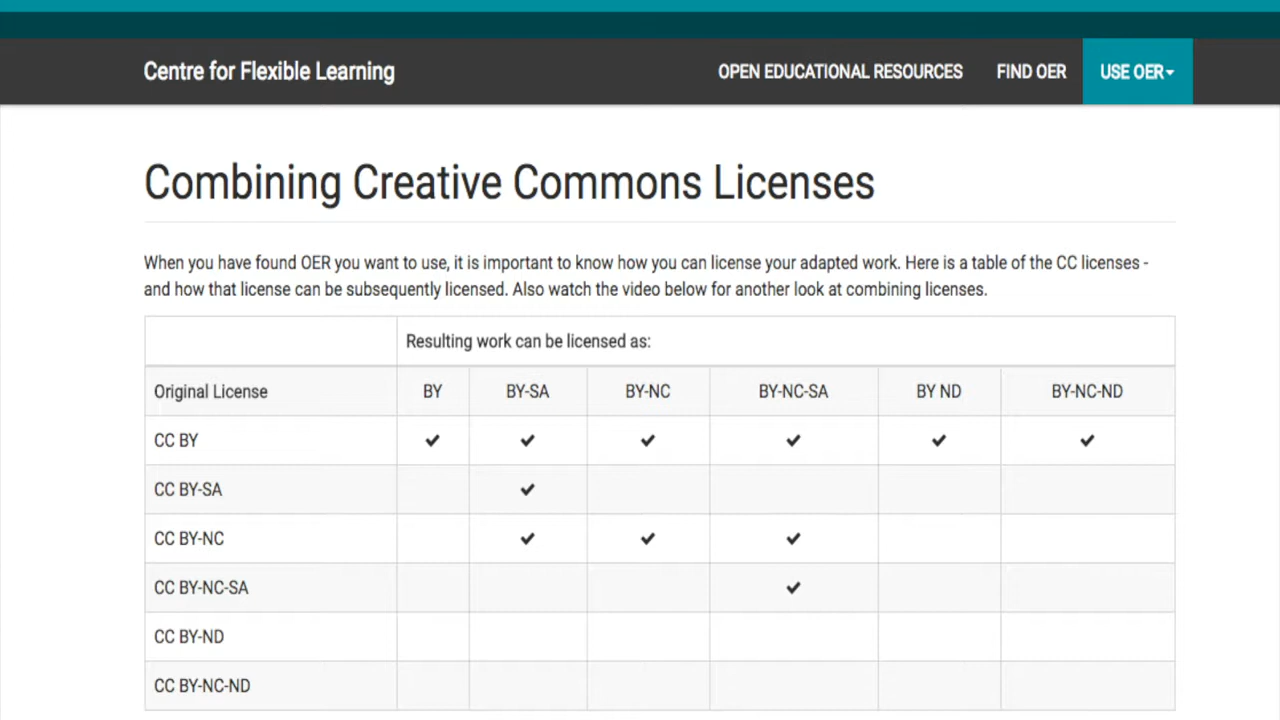 Centre for Flexible Learning OPEN EDUCATIONAL RESOURCES FIND OER USE OER
Combining Creative Commons Licenses
When you have found OER you want to use, it is important to know how you can license your adapted work. Here is a table of the CC licenses -
and how that license can be subsequently licensed. Also watch the video below for another look at combining licenses.
Resulting work can be licensed as:
Original License BY BY-SA BY-NC BY-NC-SA BY ND BY-NC-ND
CC BY ✔ ✔ ✔ ✔ ✔ ✔
CC BY-SA ✔
CC BY-NC ✔ ✔ ✔
CC BY-NC-SA ✔
CC BY-ND
CC BY-NC-ND